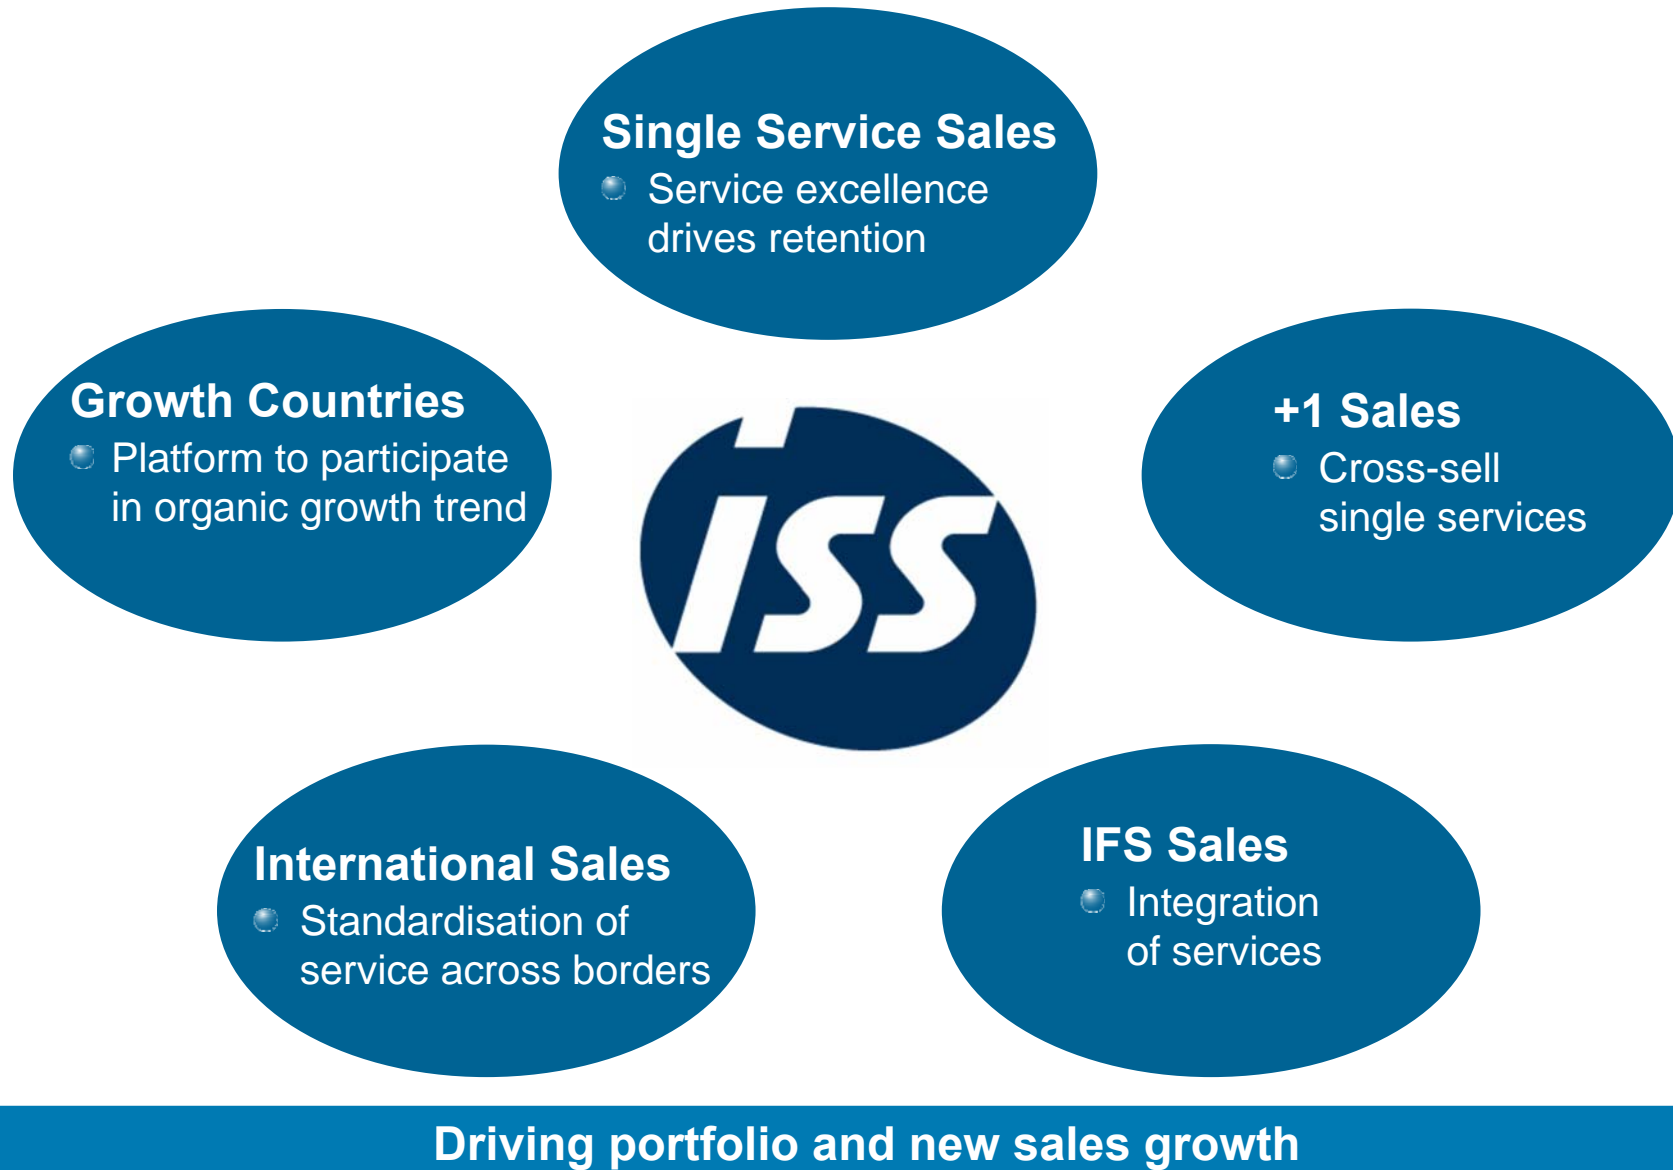 Single Service Sales
Service excellence
drives retention
Growth Countries
Platform to participate
in organic growth trend
+1 Sales
Cross-sell
single services
ISS
International Sales
Standardisation of
service across borders
IFS Sales
Integration
of services
Driving portfolio and new sales growth